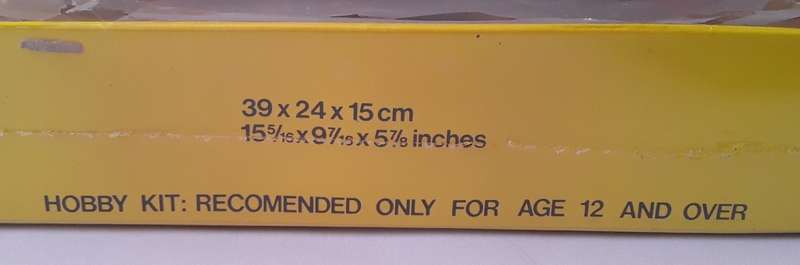 39 x 24 x 15 cm
15⁵⁄₁₆ x 9⁷⁄₁₆ x 5⅞ inches
HOBBY KIT: RECOMENDED ONLY FOR AGE 12 AND OVER